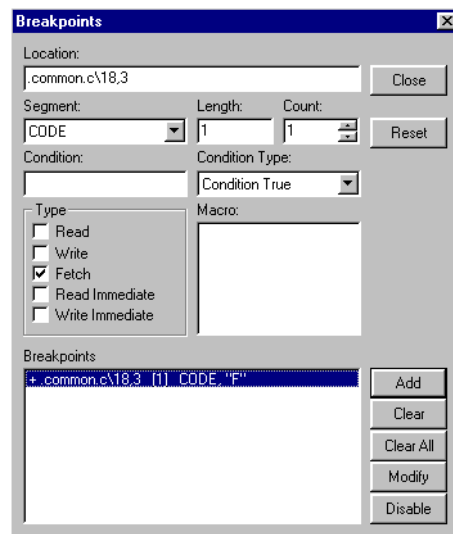 Breakpoints
Location:
.common.c\18,3
Close
Segment: Length: Count:
CODE 1 1
Reset
Condition: Condition Type:
Condition True
Type Macro:
Read
Write
Fetch
Read Immediate
Write Immediate
Breakpoints
+ .common.c\18,3 [1] CODE, "F"
Add
Clear
Clear All
Modify
Disable